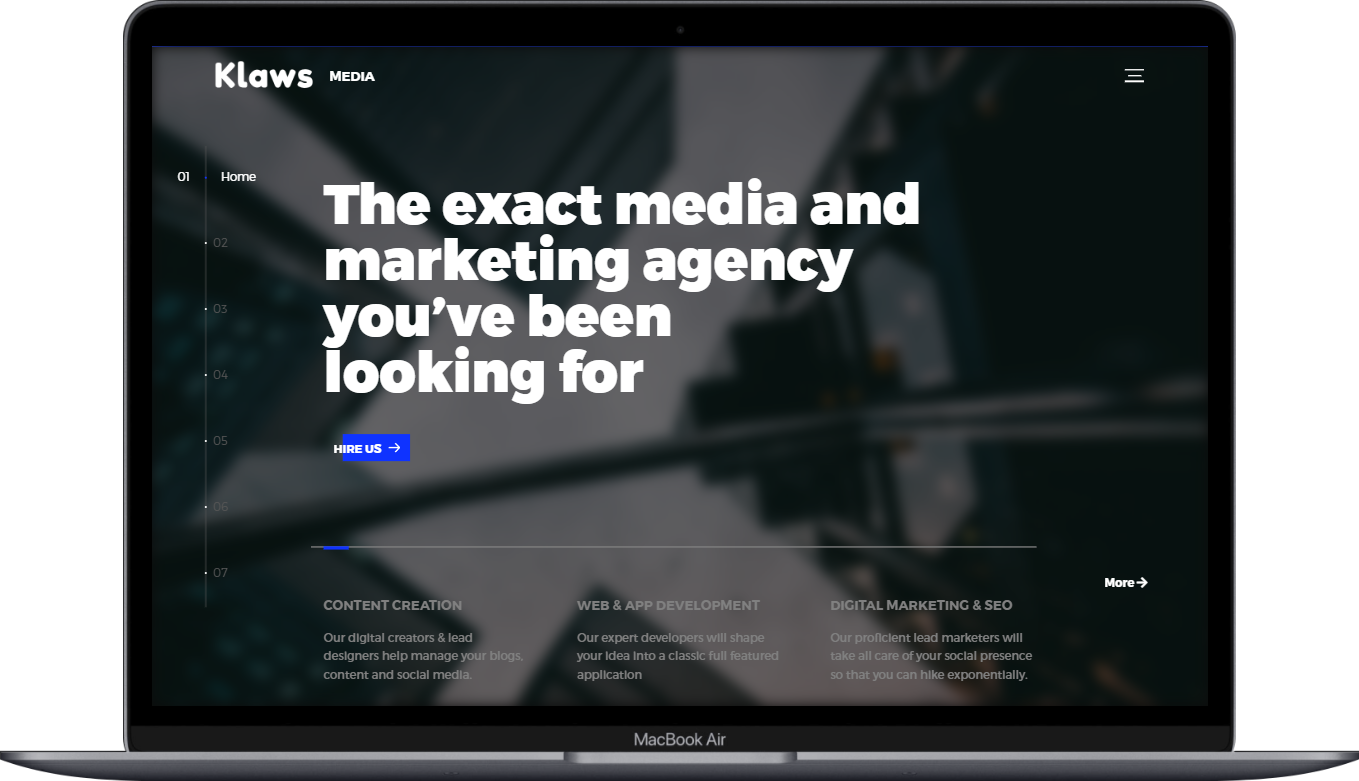 Klaws MEDIA
01 Home
The exact media and
marketing agency
you’ve been
looking for
02
03
04
05
06
07
HIRE US →
More→
CONTENT CREATION
Our digital creators & lead
designers help manage your blogs,
content and social media.
WEB & APP DEVELOPMENT
Our expert developers will shape
your idea into a classic full featured
application
DIGITAL MARKETING & SEO
Our proficient lead marketers will
take all care of your social presence
so that you can hike exponentially.
MacBook Air